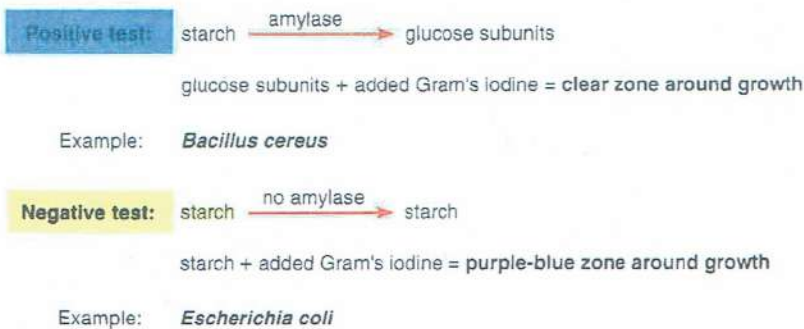 Positive test: starch amylase glucose subunits
glucose subunits + added Gram's iodine = clear zone around growth
Example: Bacillus cereus
Negative test: starch no amylase starch
starch + added Gram's iodine = purple-blue zone around growth
Example: Escherichia coli